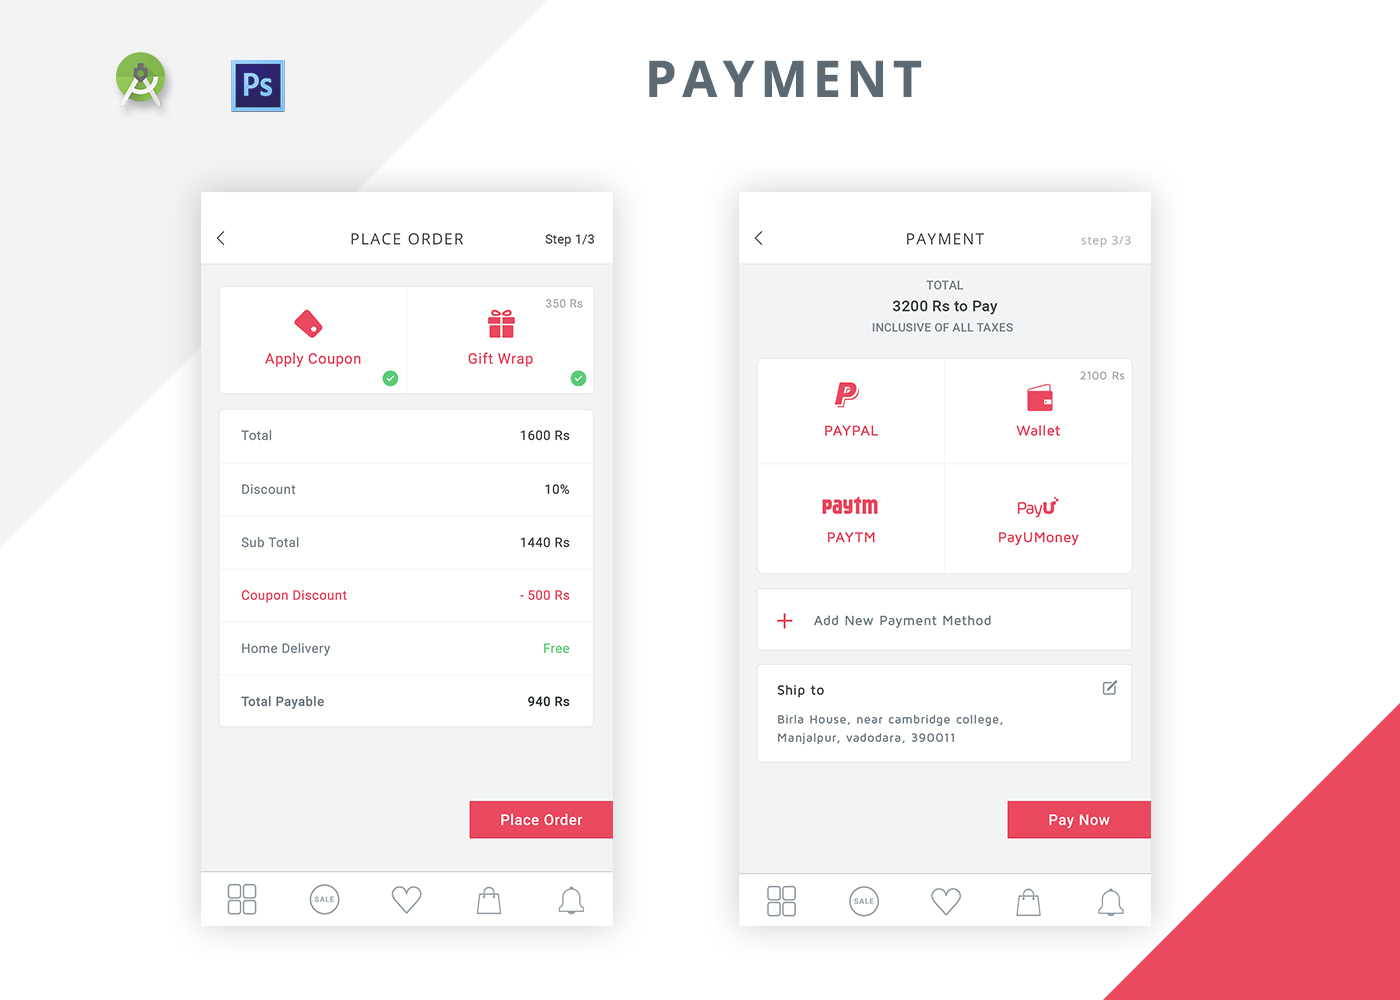 Ps
PAYMENT
PLACE ORDER
Step 1/3
350 Rs
Apply Coupon
Gift Wrap
Total
1600 Rs
Discount
10%
Sub Total
1440 Rs
Coupon Discount
- 500 Rs
Home Delivery
Free
Total Payable
940 Rs
Place Order
SALE
PAYMENT
step 3/3
TOTAL
3200 Rs to Pay
INCLUSIVE OF ALL TAXES
2100 Rs
PAYPAL
Wallet
paytm
PayU
PAYTM
PayUMoney
Add New Payment Method
Ship to
Birla House, near cambridge college,
Manjalpur, vadodara, 390011
Pay Now
SALE